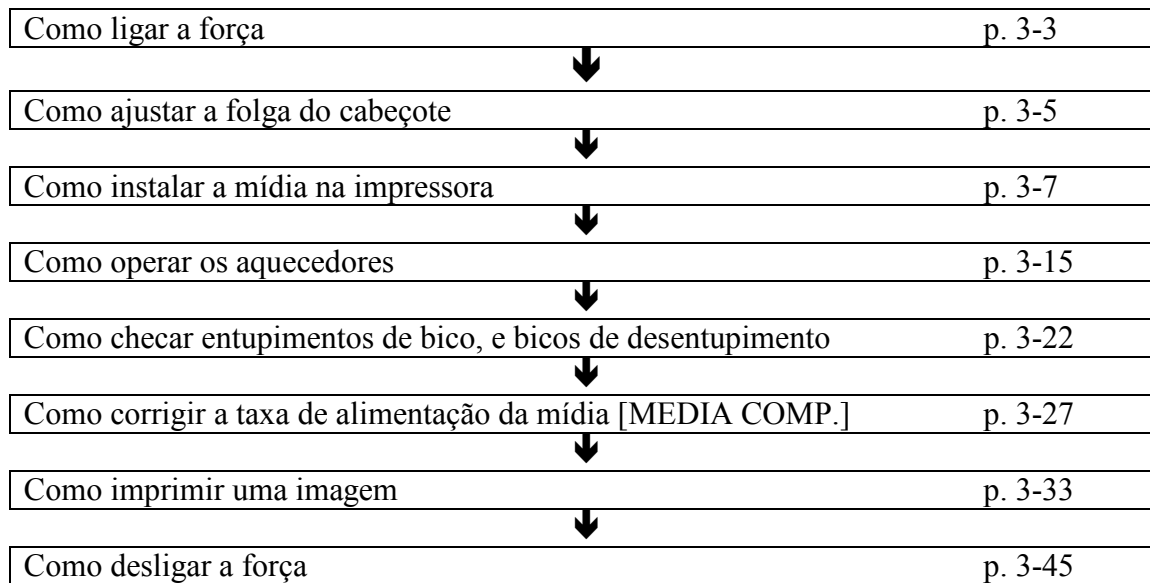 Como ligar a força p. 3-3
Como ajustar a folga do cabeçote p. 3-5
Como instalar a mídia na impressora p. 3-7
Como operar os aquecedores p. 3-15
Como checar entupimentos de bico, e bicos de desentupimento p. 3-22
Como corrigir a taxa de alimentação da mídia [MEDIA COMP.] p. 3-27
Como imprimir uma imagem p. 3-33
Como desligar a força p. 3-45